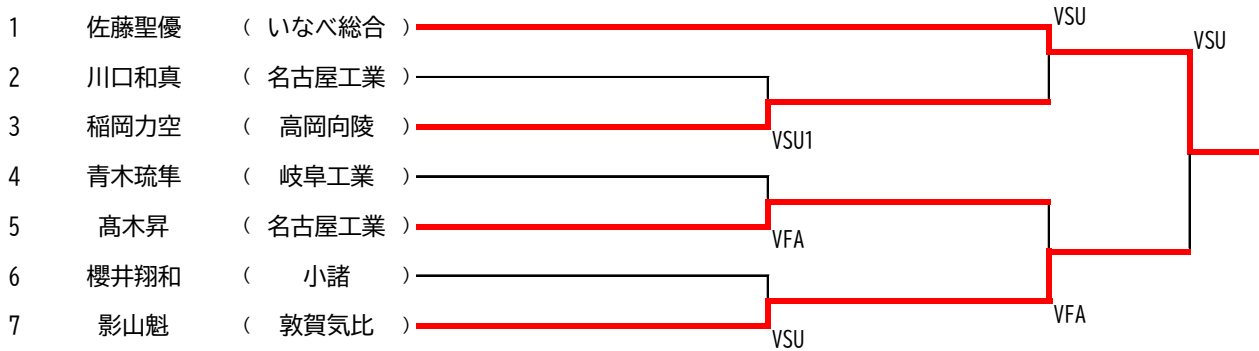 VSU
1 佐藤聖優 ( いなべ総合 )
VSU
2 川口和真 ( 名古屋工業 )
3 稲岡力空 ( 高岡向陵 )
VSU1
4 青木琉隼 ( 岐阜工業 )
5 髙木昇 ( 名古屋工業 )
VFA
6 櫻井翔和 ( 小諸 )
VFA
7 影山魁 ( 敦賀気比 )
VSU